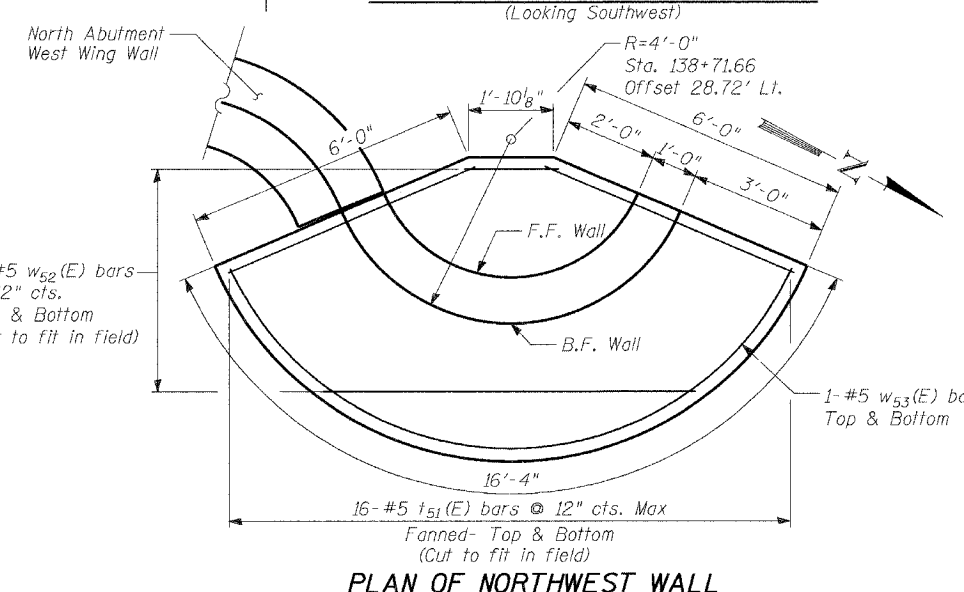 (Looking Southwest)
North Abutment
West Wing Wall
R=4'-0"
Sta. 138+71.66
Offset 28.72' Lt.
1'-10⅛"
6'-0"
6'-0"
2'-0"
1'-0"
3'-0"
N
F.F. Wall
B.F. Wall
#5 w52(E) bars
2" cts.
& Bottom
to fit in field)
1-#5 w53(E)
Top & Bottom
16'-4"
16-#5 t51(E) bars @ 12" cts. Max
Fanned- Top & Bottom
(Cut to fit in field)
PLAN OF NORTHWEST WALL